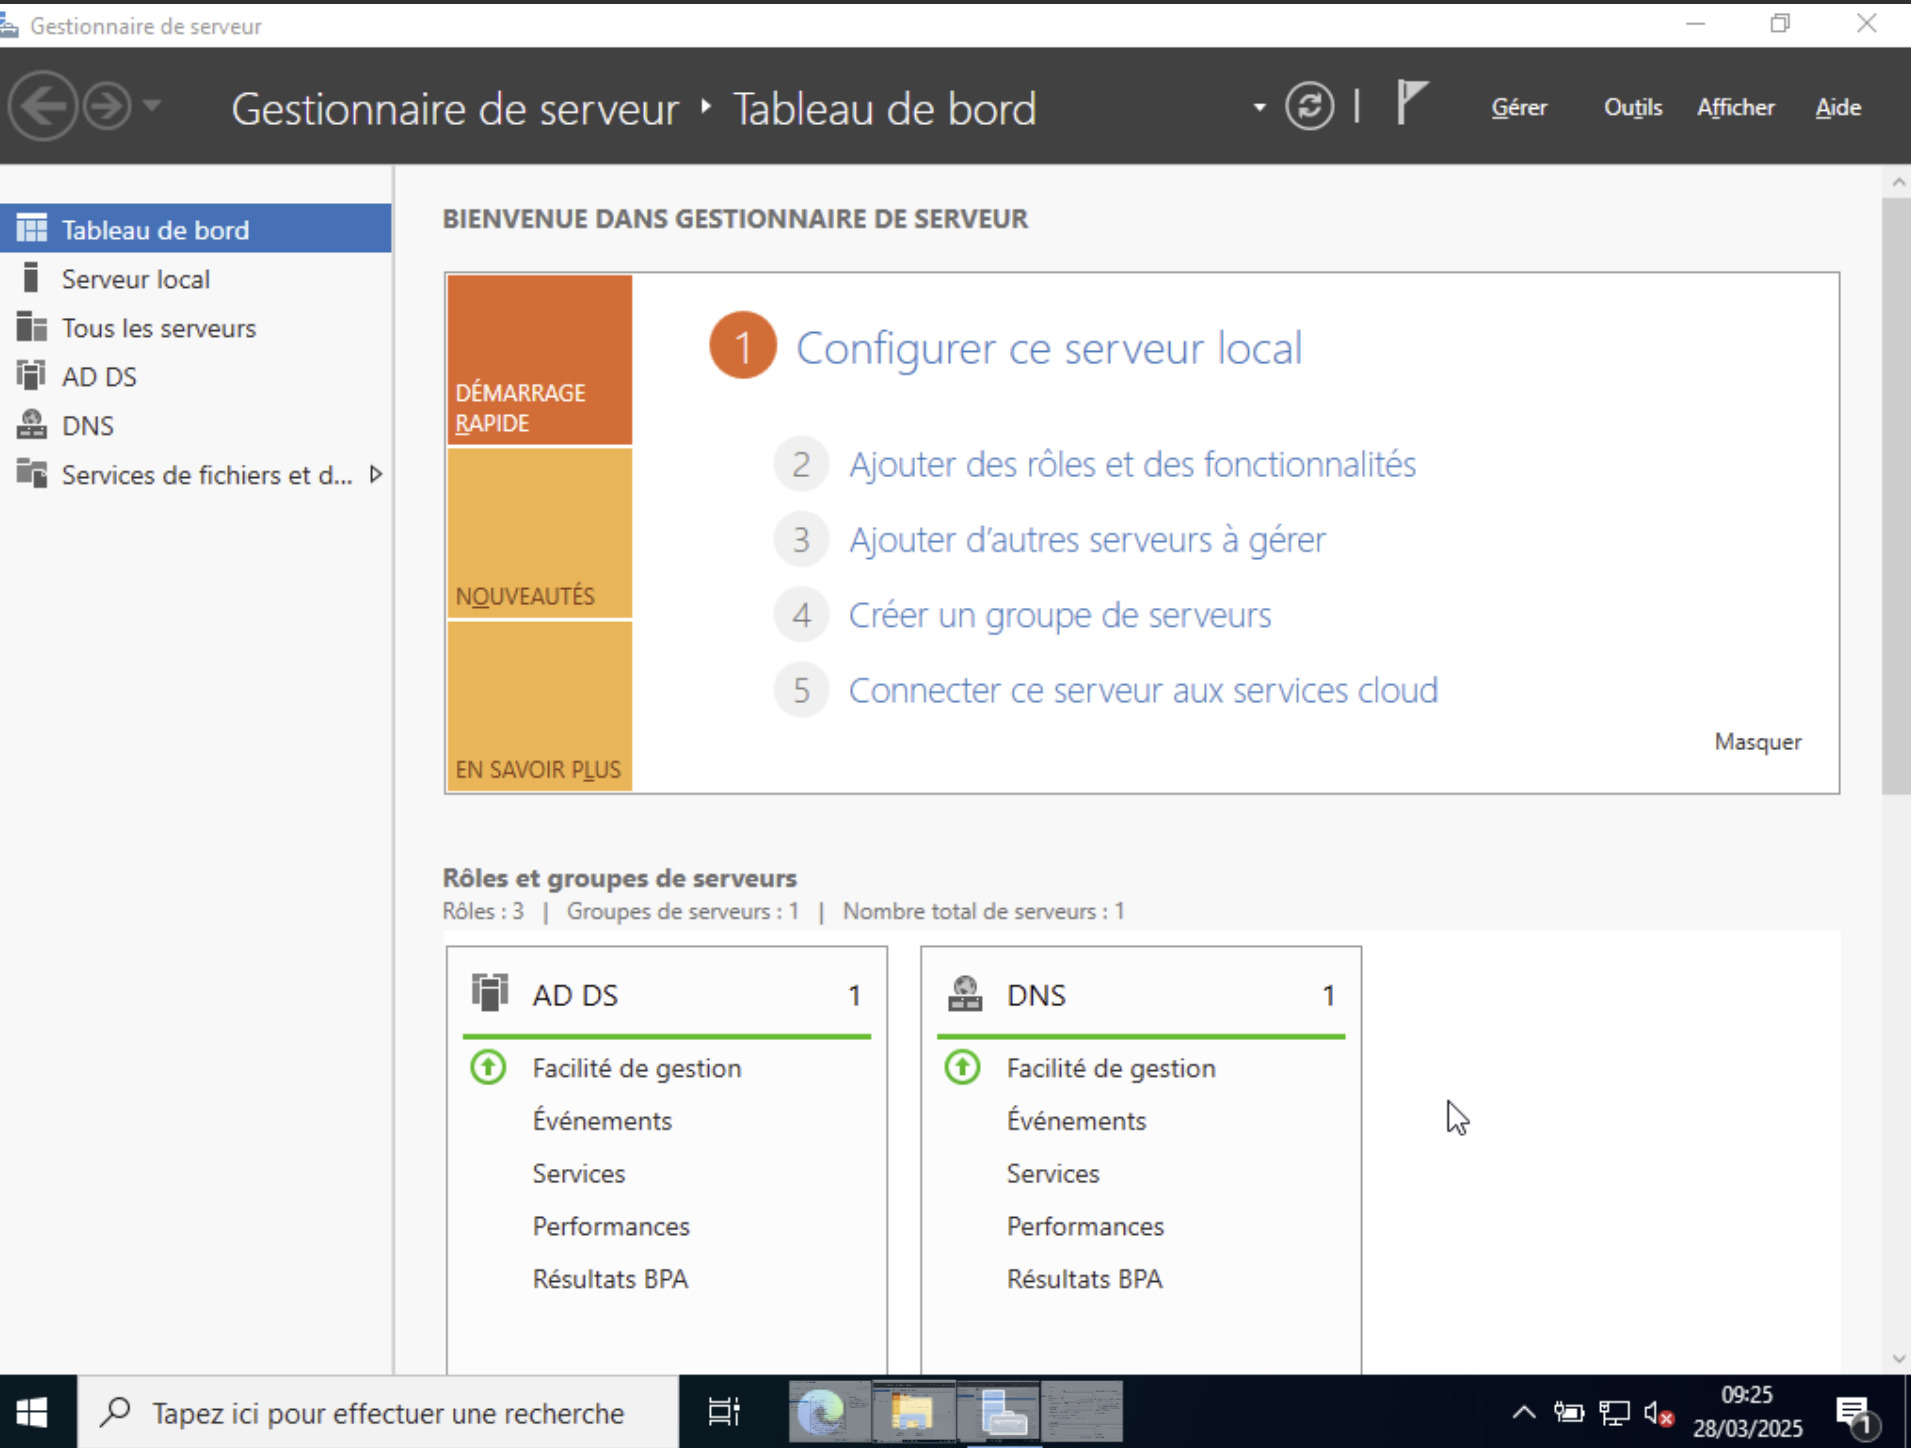 Gestionnaire de serveur
Gestionnaire de serveur ‣ Tableau de bord
Gérer Outils Afficher Aide
Tableau de bord
Serveur local
Tous les serveurs
AD DS
DNS
Services de fichiers et d...
BIENVENUE DANS GESTIONNAIRE DE SERVEUR
DÉMARRAGE
RAPIDE
NOUVEAUTÉS
EN SAVOIR PLUS
1 Configurer ce serveur local
2 Ajouter des rôles et des fonctionnalités
3 Ajouter d’autres serveurs à gérer
4 Créer un groupe de serveurs
5 Connecter ce serveur aux services cloud
Masquer
Rôles et groupes de serveurs
Rôles : 3 | Groupes de serveurs : 1 | Nombre total de serveurs : 1
AD DS 1
Facilité de gestion
Événements
Services
Performances
Résultats BPA
DNS 1
Facilité de gestion
Événements
Services
Performances
Résultats BPA
Tapez ici pour effectuer une recherche
09:25
28/03/2025
1